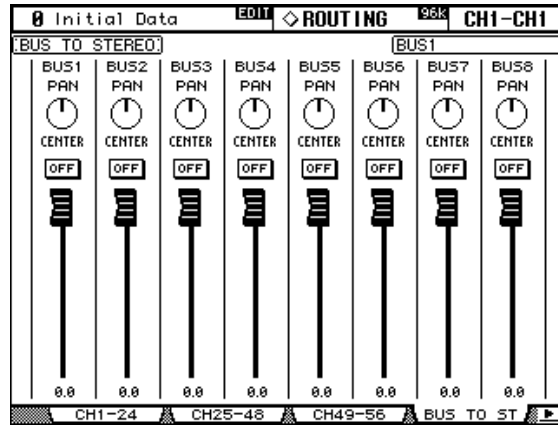 0 Initial Data EDIT ◇ROUTING 96k CH1-CH1
BUS TO STEREO BUS1
BUS1 BUS2 BUS3 BUS4 BUS5 BUS6 BUS7 BUS8
PAN PAN PAN PAN PAN PAN PAN PAN
CENTER CENTER CENTER CENTER CENTER CENTER CENTER CENTER
OFF OFF OFF OFF OFF OFF OFF OFF
0.0 0.0 0.0 0.0 0.0 0.0 0.0 0.0
CH1-24 CH25-48 CH49-56 BUS TO ST